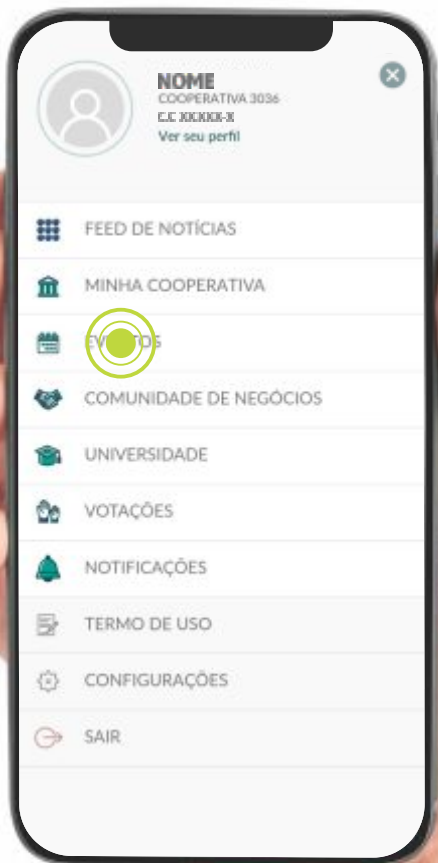 NOME
COOPERATIVA 3036
C.C XXXXX-X
Ver seu perfil
FEED DE NOTÍCIAS
MINHA COOPERATIVA
EVENTOS
COMUNIDADE DE NEGÓCIOS
UNIVERSIDADE
VOTAÇÕES
NOTIFICAÇÕES
TERMO DE USO
CONFIGURAÇÕES
SAIR